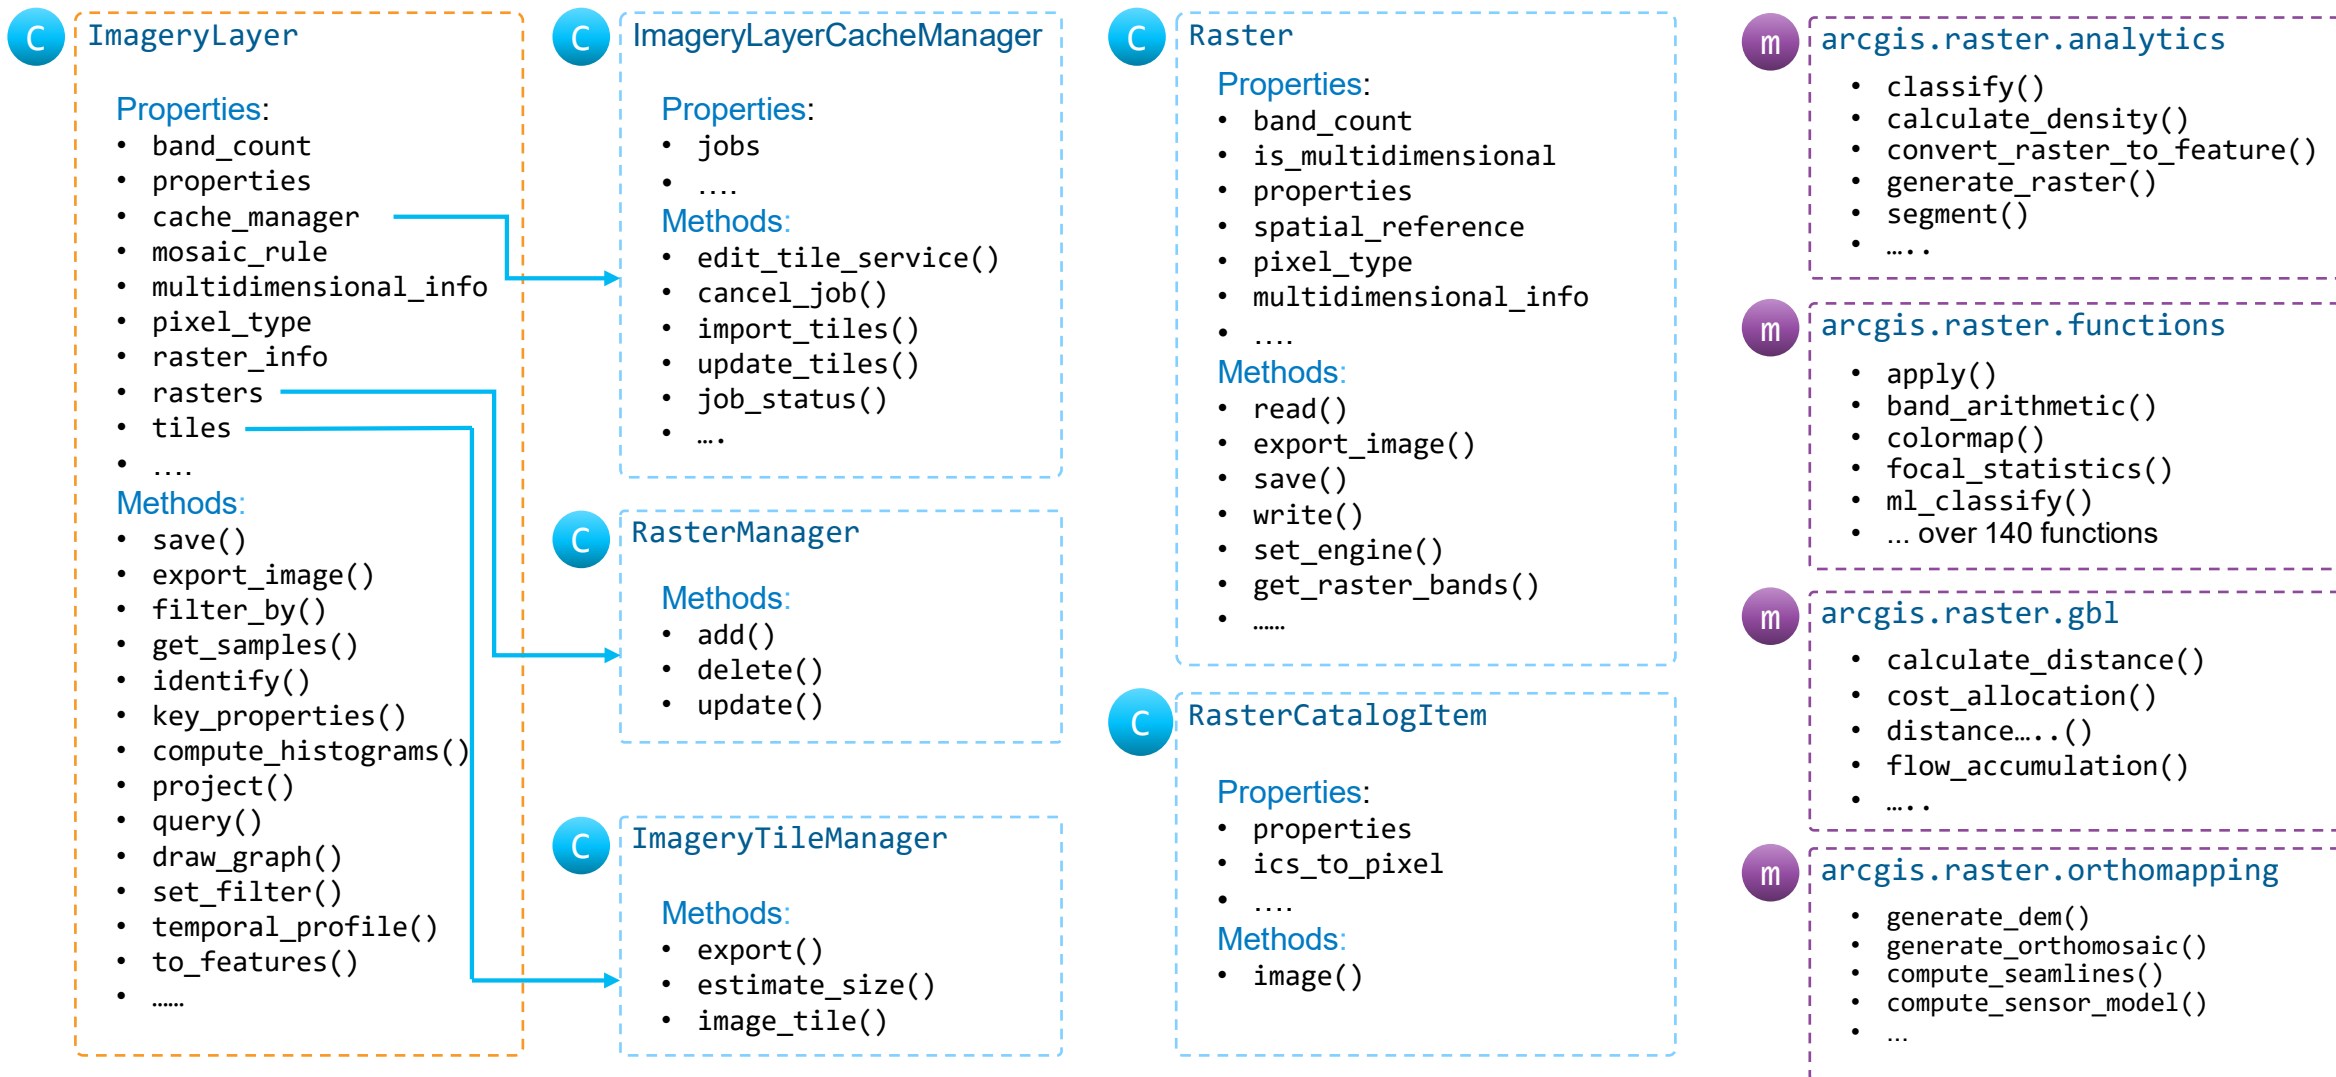 C
ImageryLayer
Properties:
• band_count
• properties
• cache_manager
• mosaic_rule
• multidimensional_info
• pixel_type
• raster_info
• rasters
• tiles
• ....
Methods:
• save()
• export_image()
• filter_by()
• get_samples()
• identify()
• key_properties()
• compute_histograms()
• project()
• query()
• draw_graph()
• set_filter()
• temporal_profile()
• to_features()
• ……
C
ImageryLayerCacheManager
Properties:
• jobs
• ....
Methods:
• edit_tile_service()
• cancel_job()
• import_tiles()
• update_tiles()
• job_status()
• ….
C
RasterManager
Methods:
• add()
• delete()
• update()
C
ImageryTileManager
Methods:
• export()
• estimate_size()
• image_tile()
C
Raster
Properties:
• band_count
• is_multidimensional
• properties
• spatial_reference
• pixel_type
• multidimensional_info
• ....
Methods:
• read()
• export_image()
• save()
• write()
• set_engine()
• get_raster_bands()
• ……
C
RasterCatalogItem
Properties:
• properties
• ics_to_pixel
• ....
Methods:
• image()
m
arcgis.raster.analytics
• classify()
• calculate_density()
• convert_raster_to_feature()
• generate_raster()
• segment()
• …..
m
arcgis.raster.functions
• apply()
• band_arithmetic()
• colormap()
• focal_statistics()
• ml_classify()
• ... over 140 functions
m
arcgis.raster.gbl
• calculate_distance()
• cost_allocation()
• distance…..()
• flow_accumulation()
• …..
m
arcgis.raster.orthomapping
• generate_dem()
• generate_orthomosaic()
• compute_seamlines()
• compute_sensor_model()
• ...